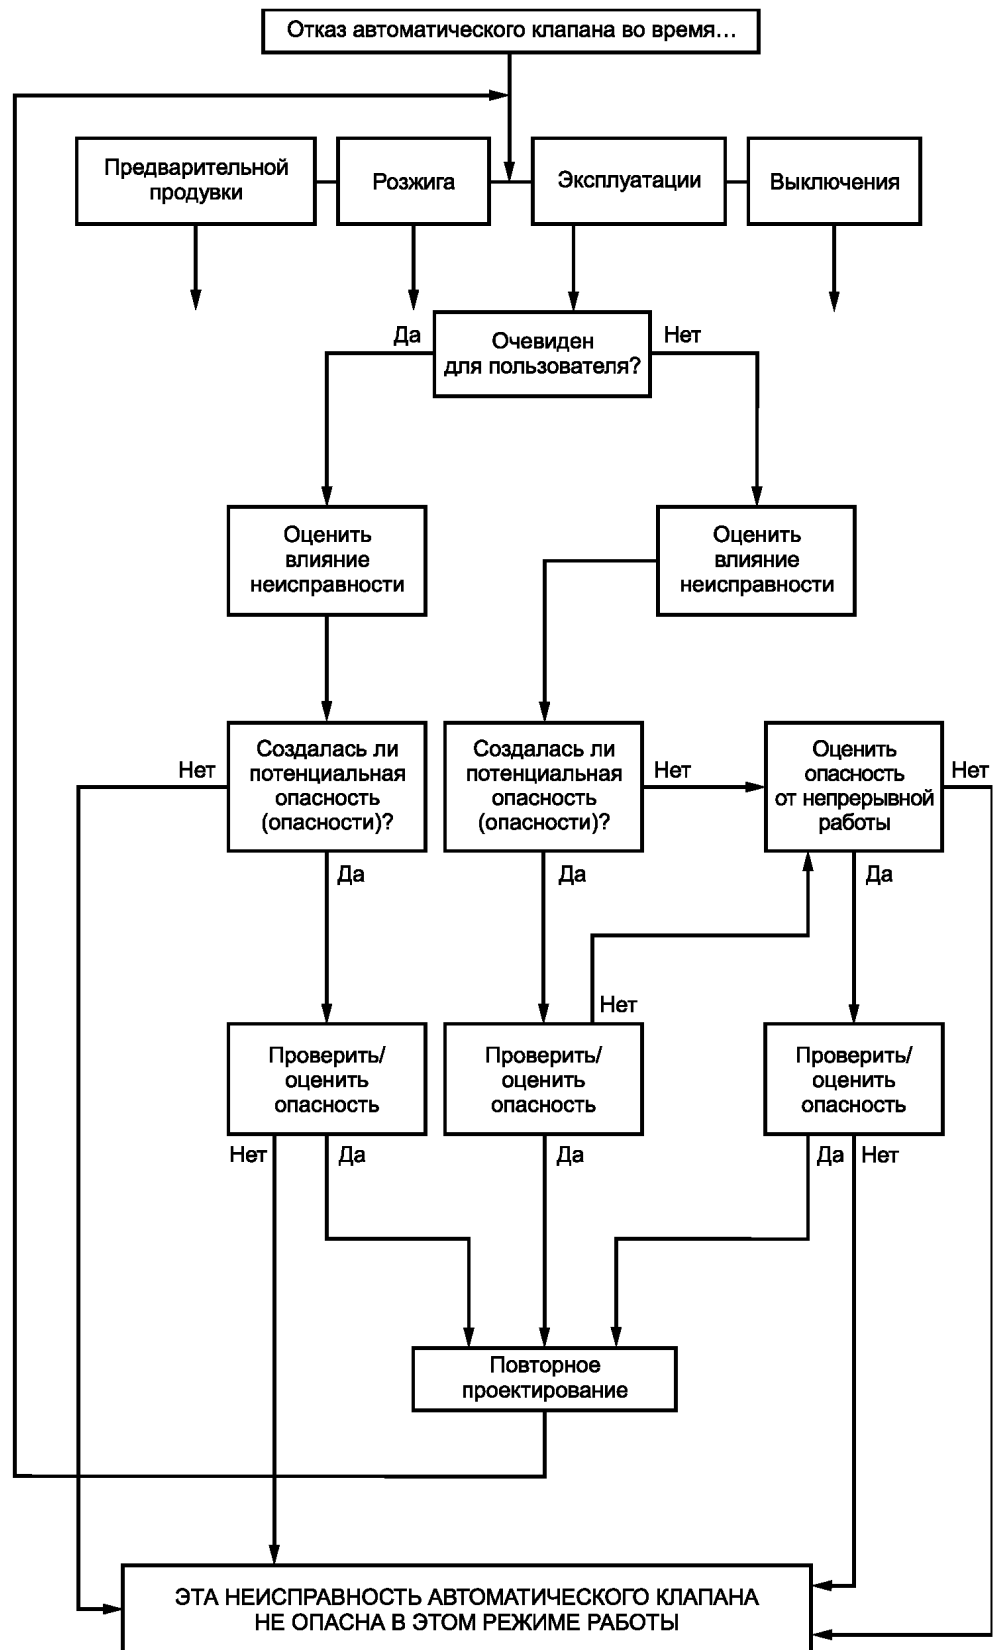 Отказ автоматического клапана во время…
Предварительной
продувки
Розжига
Эксплуатации
Выключения
Да
Очевиден
для пользователя?
Нет
Оценить
влияние
неисправности
Оценить
влияние
неисправности
Нет
Создалась ли
потенциальная
опасность
(опасности)?
Создалась ли
потенциальная
опасность
(опасности)?
Нет
Оценить
опасность
от непрерывной
работы
Нет
Да
Да
Да
Нет
Проверить/
оценить
опасность
Проверить/
оценить
опасность
Проверить/
оценить
опасность
Нет
Да
Да
Да
Нет
Повторное
проектирование
ЭТА НЕИСПРАВНОСТЬ АВТОМАТИЧЕСКОГО КЛАПАНА
НЕ ОПАСНА В ЭТОМ РЕЖИМЕ РАБОТЫ